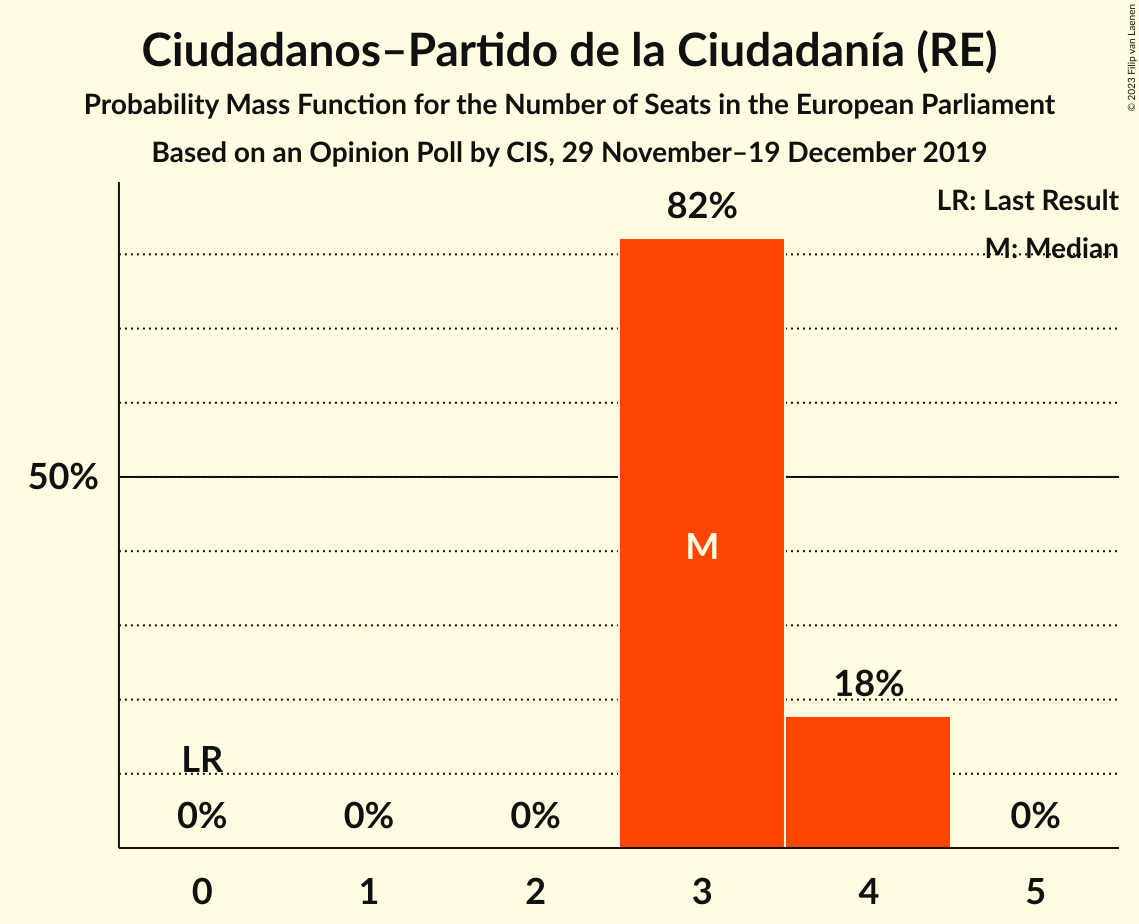 Ciudadanos–Partido de la Ciudadanía (RE)
Probability Mass Function for the Number of Seats in the European Parliament
Based on an Opinion Poll by CIS, 29 November–19 December 2019
© 2023 Filip van Laenen
LR: Last Result
M: Median
82%
50%
M
18%
LR
0%
0%
0%
0%
0
1
2
3
4
5